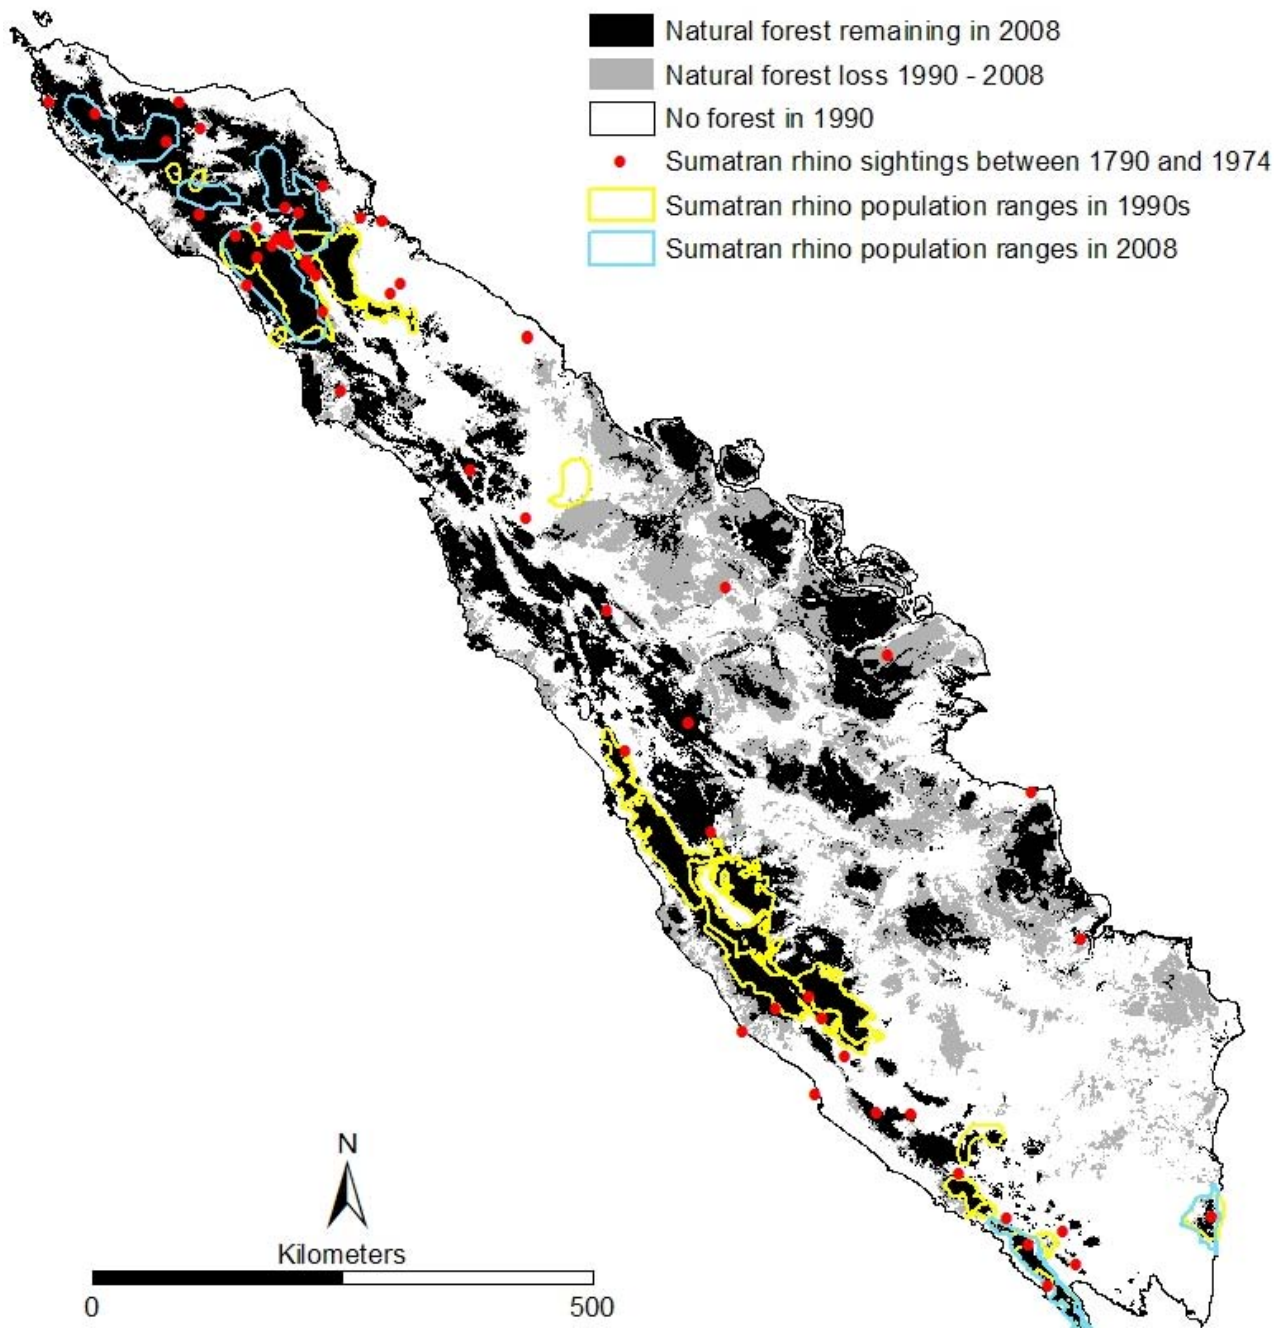 Natural forest remaining in 2008
Natural forest loss 1990 - 2008
No forest in 1990
Sumatran rhino sightings between 1790 and 1974
Sumatran rhino population ranges in 1990s
Sumatran rhino population ranges in 2008
N
Kilometers
0 500